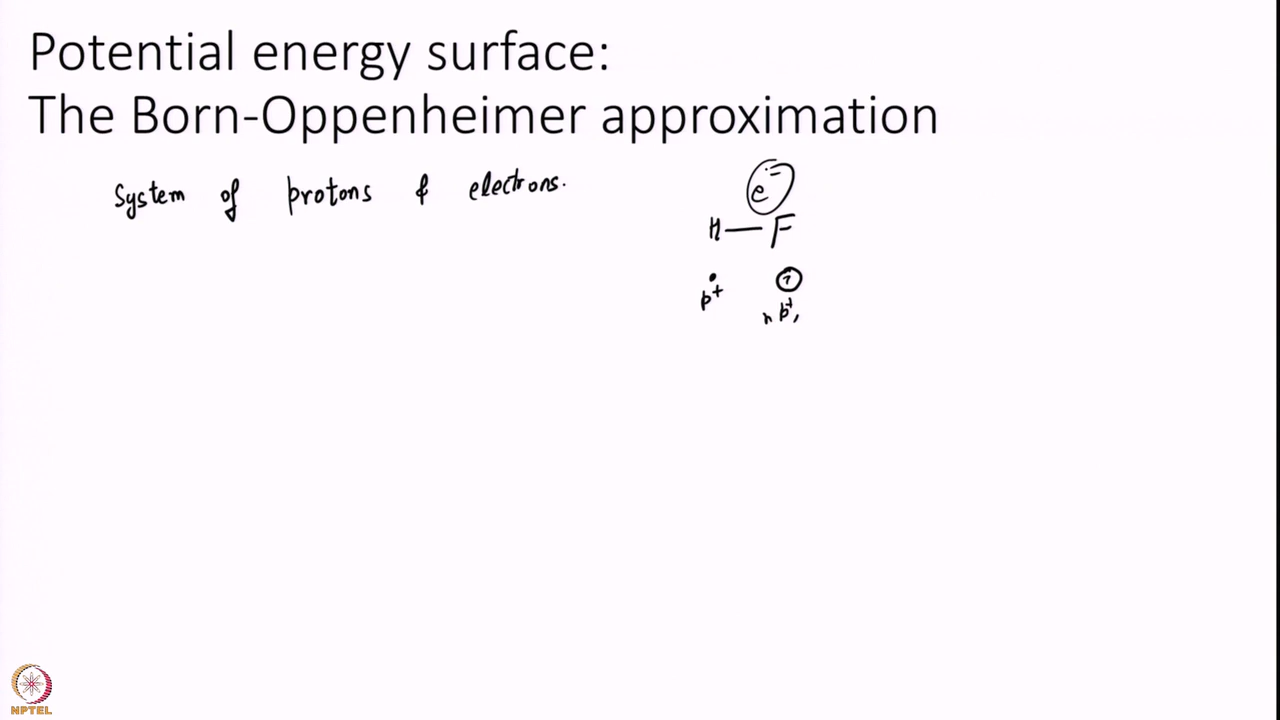 Potential energy surface:
The Born-Oppenheimer approximation
System of protons & electrons.
e⁻
H—F
p⁺
n p⁺,
NPTEL